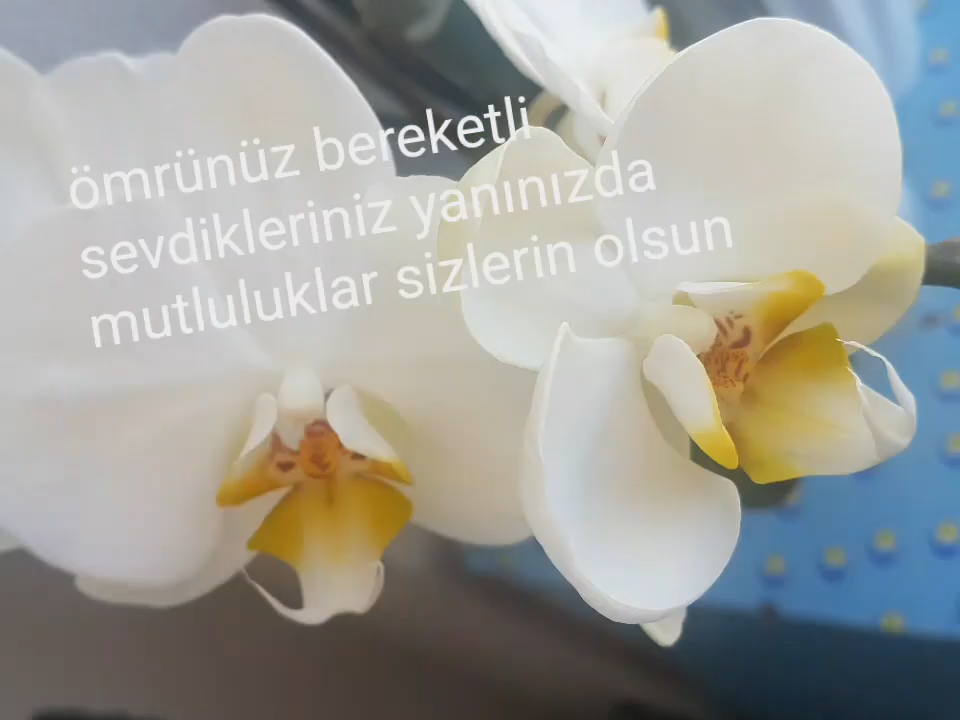 ömrünüz bereketli
sevdikleriniz yanınızda
mutluluklar sizlerin olsun